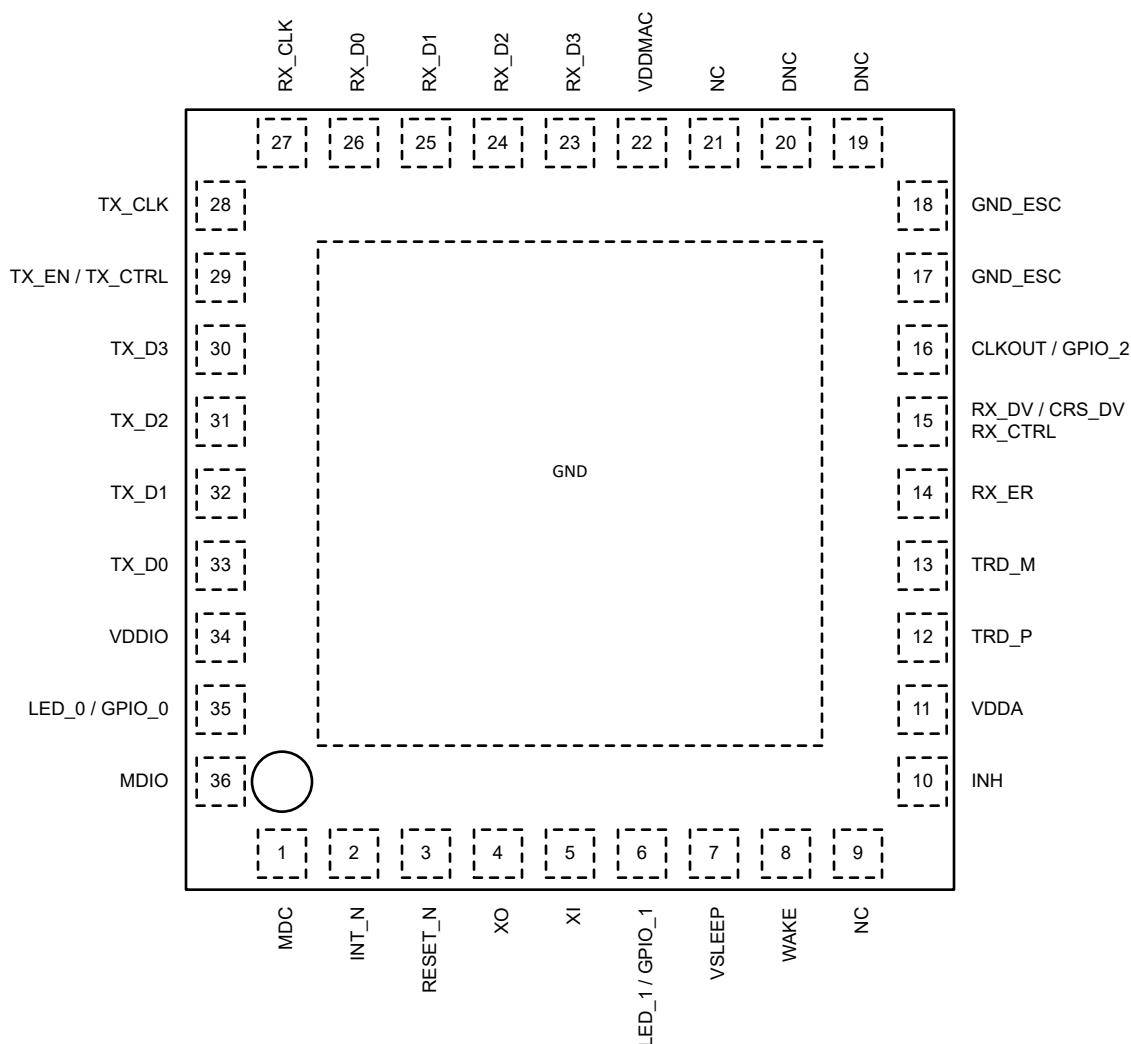 RX_CLK
RX_D0
RX_D1
RX_D2
RX_D3
VDDMAC
NC
DNC
DNC
27
26
25
24
23
22
21
20
19
TX_CLK
28
18
GND_ESC
TX_EN / TX_CTRL
29
17
GND_ESC
TX_D3
30
16
CLKOUT / GPIO_2
TX_D2
31
15
RX_DV / CRS_DV
RX_CTRL
TX_D1
32
GND
14
RX_ER
TX_D0
33
13
TRD_M
VDDIO
34
12
TRD_P
LED_0 / GPIO_0
35
11
VDDA
MDIO
36
10
INH
1
2
3
4
5
6
7
8
9
MDC
INT_N
RESET_N
XO
XI
LED_1 / GPIO_1
VSLEEP
WAKE
NC